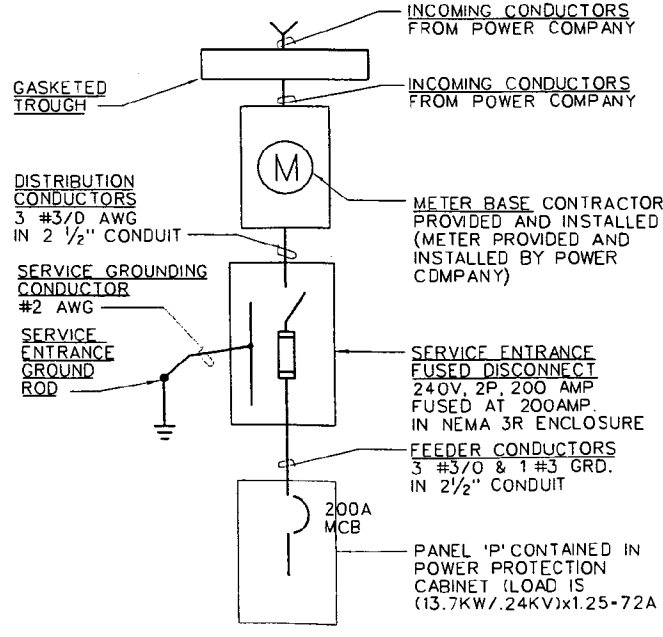 INCOMING CONDUCTORS
FROM POWER COMPANY
GASKETED
TROUGH
INCOMING CONDUCTORS
FROM POWER COMPANY
M
DISTRIBUTION
CONDUCTORS
3 #3/D AWG
IN 2 ½" CONDUIT
METER BASE CONTRACTOR
PROVIDED AND INSTALLED
(METER PROVIDED AND
INSTALLED BY POWER
COMPANY)
SERVICE GROUNDING
CONDUCTOR
#2 AWG
SERVICE
ENTRANCE
GROUND
ROD
SERVICE ENTRANCE
FUSED DISCONNECT
240V, 2P, 200 AMP
FUSED AT 200AMP.
IN NEMA 3R ENCLOSURE
FEEDER CONDUCTORS
3 #3/0 & 1 #3 GRD.
IN 2½" CONDUIT
200A
MCB
PANEL 'P' CONTAINED IN
POWER PROTECTION
CABINET (LOAD IS
(13.7KW/.24KV)x1.25=72A